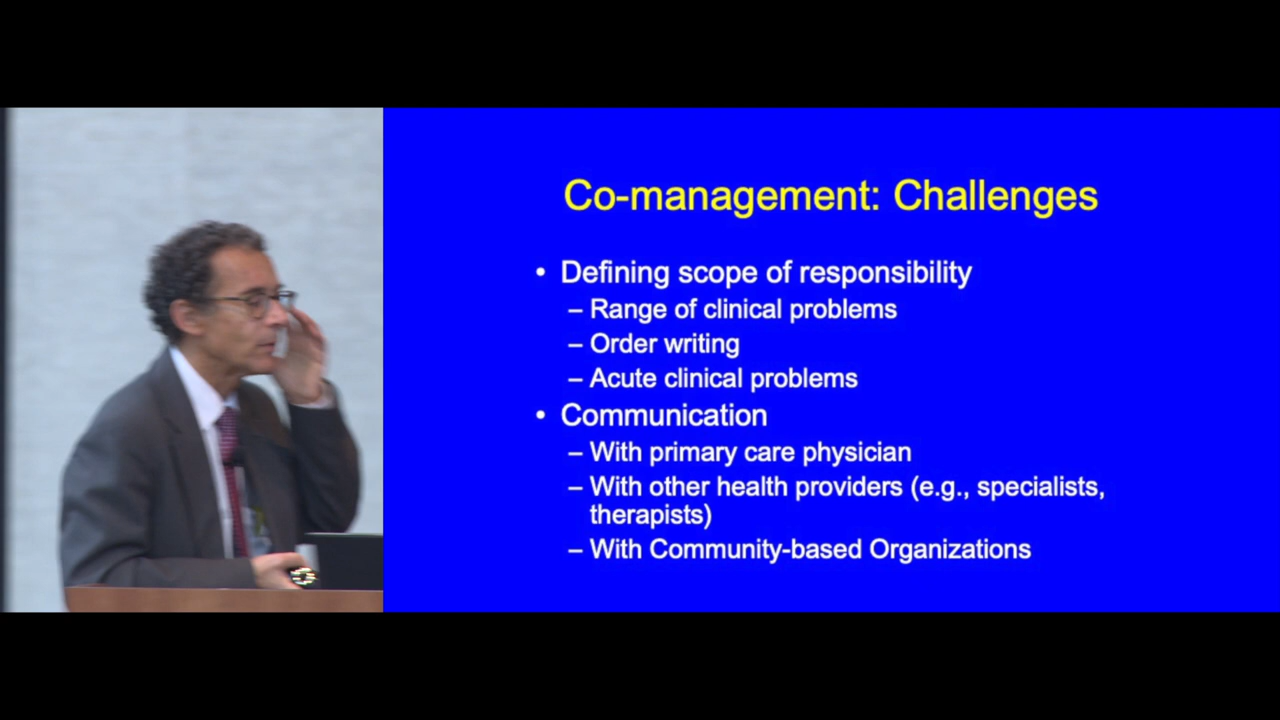 Co-management: Challenges
• Defining scope of responsibility
– Range of clinical problems
– Order writing
– Acute clinical problems
• Communication
– With primary care physician
– With other health providers (e.g., specialists,
therapists)
– With Community-based Organizations